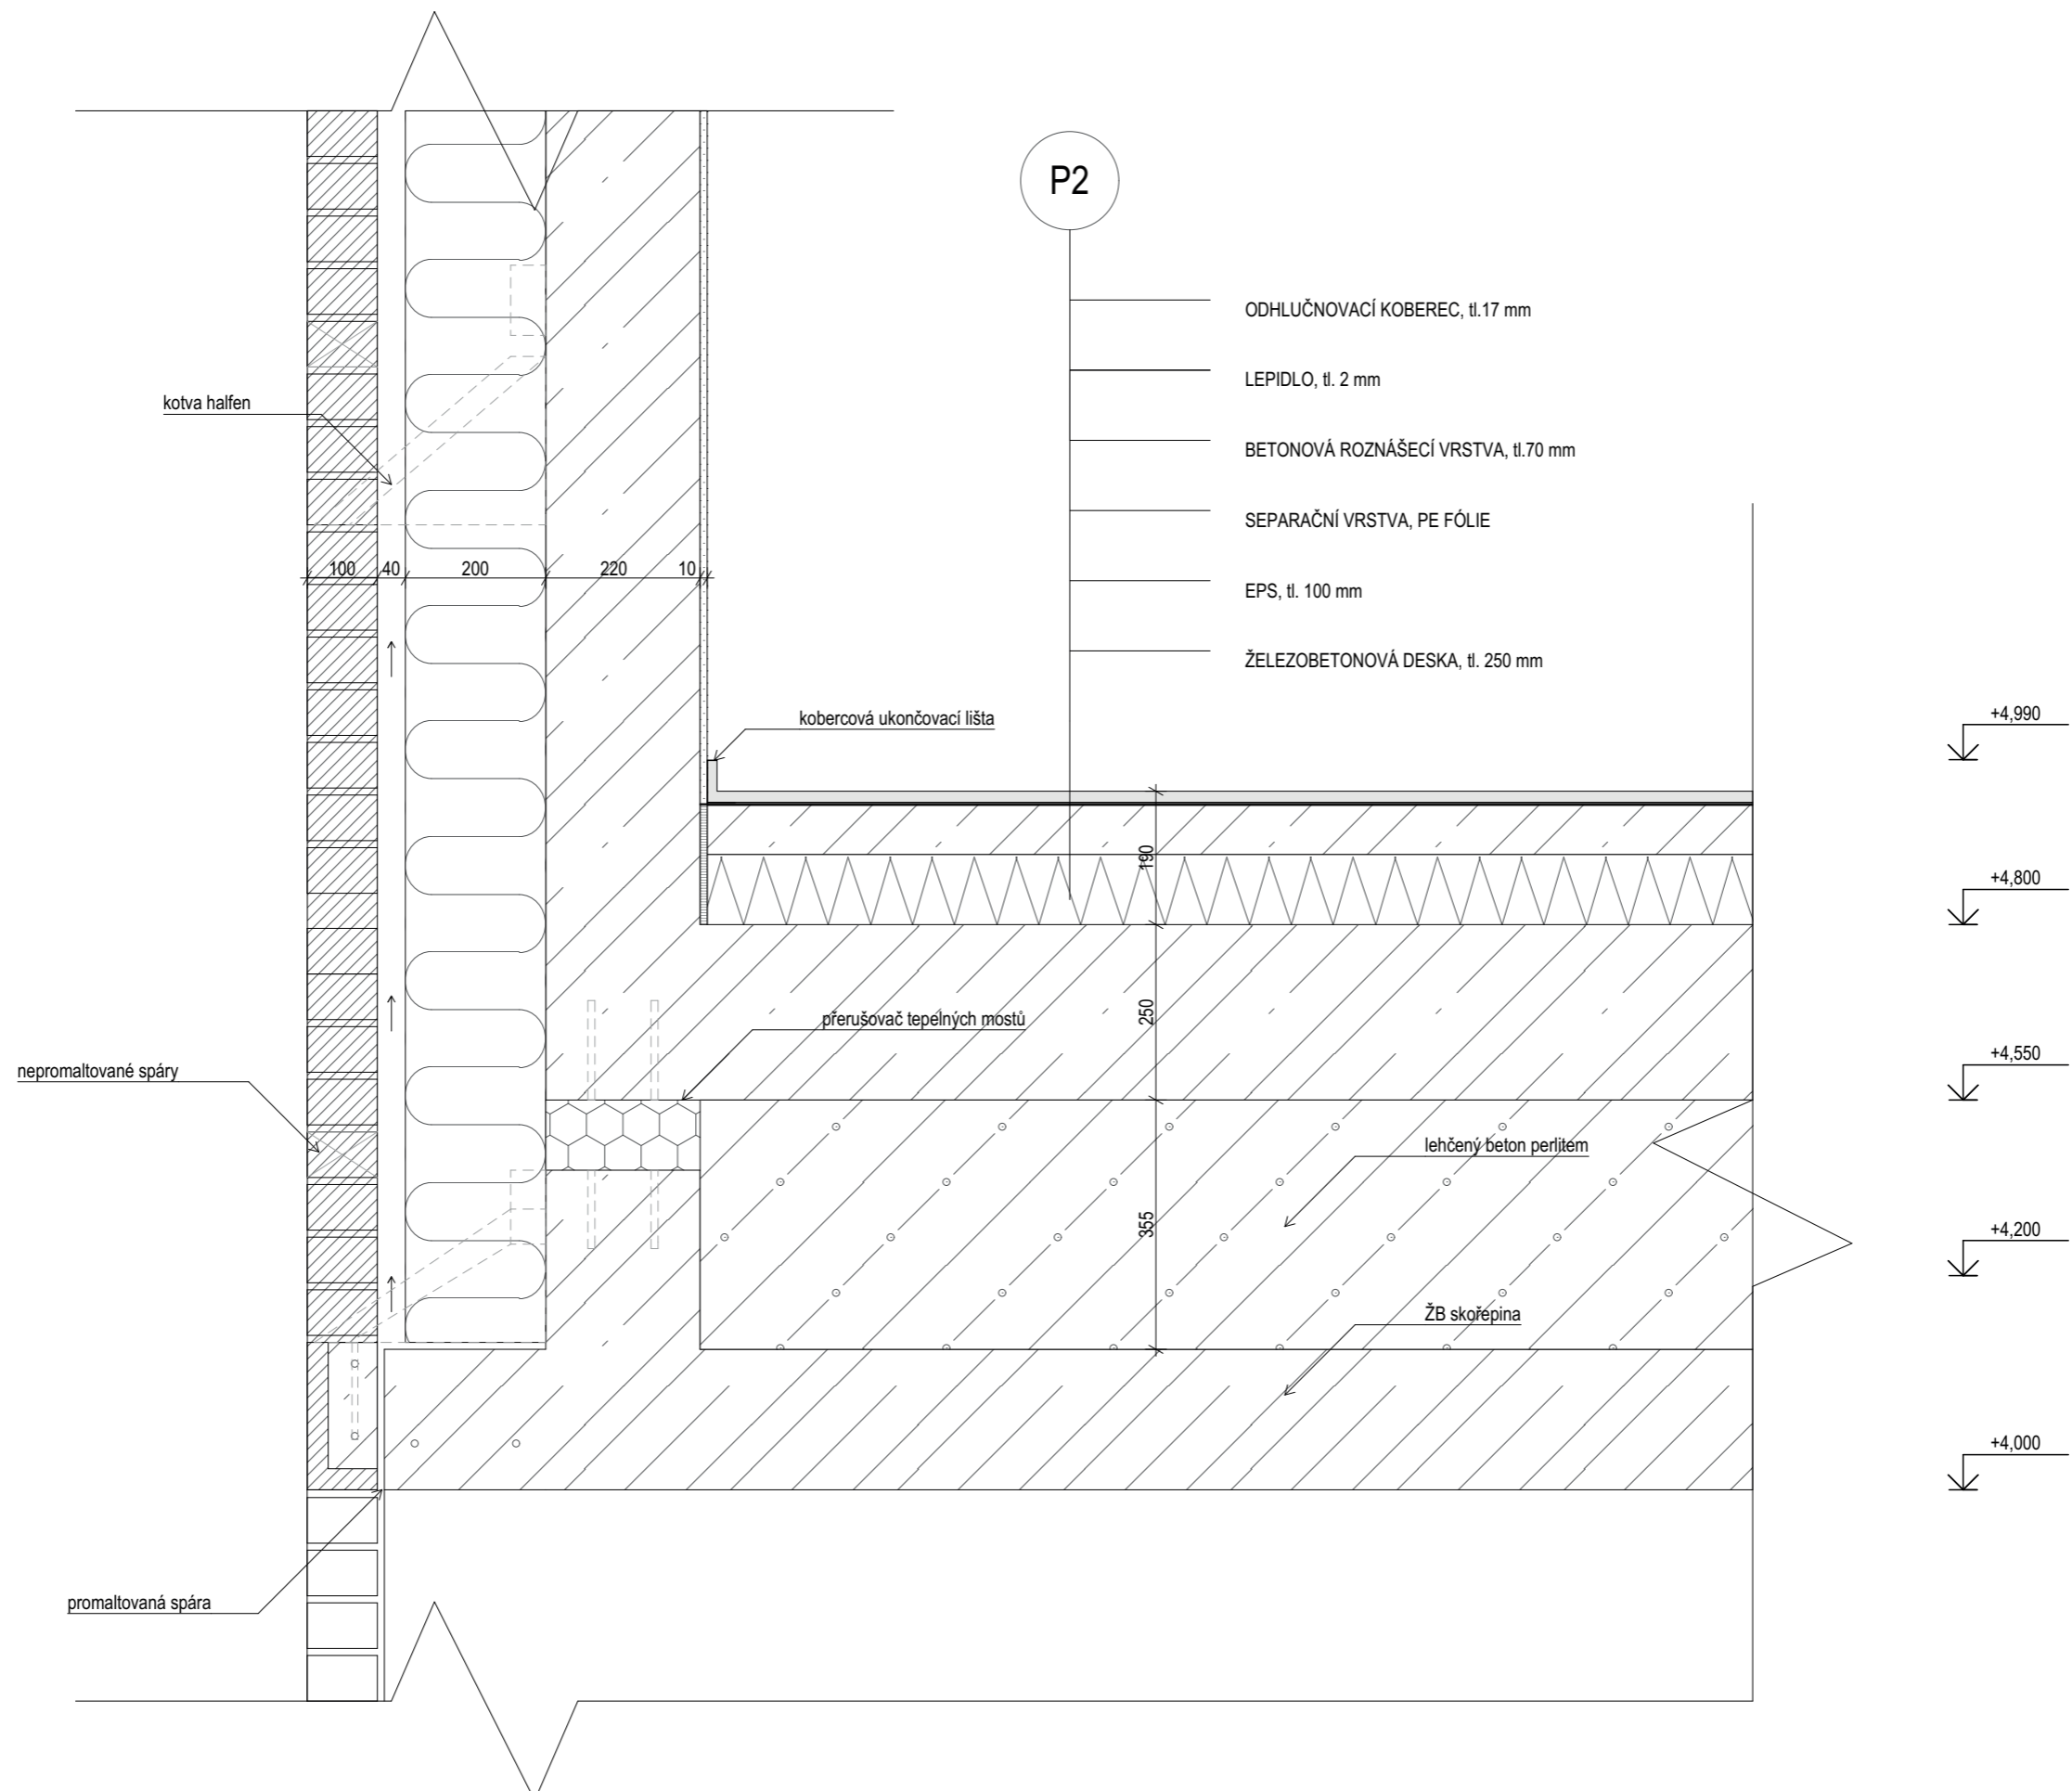 P2
ODHLUČNOVACÍ KOBEREC, tl.17 mm
LEPIDLO, tl. 2 mm
kotva halfen
BETONOVÁ ROZNÁŠECÍ VRSTVA, tl.70 mm
SEPARAČNÍ VRSTVA, PE FÓLIE
100 40 200 220 10
EPS, tl. 100 mm
ŽELEZOBETONOVÁ DESKA, tl. 250 mm
kobercová ukončovací lišta
+4,990
190
+4,800
250
přerušovač tepelných mostů
+4,550
nepromaltované spáry
lehčený beton perlitem
355
+4,200
ŽB skořepina
+4,000
promaltovaná spára